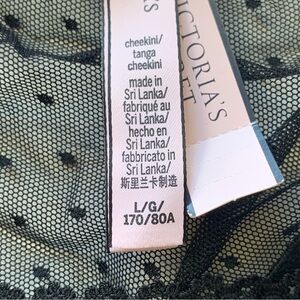 cheekini/
tanga
cheekini
made in
Sri Lanka/
fabriqué au
Sri Lanka/
hecho en
Sri Lanka/
fabbricato in
Sri Lanka/
斯里兰卡制造
L/G/
170/80A
VICTORIA'S